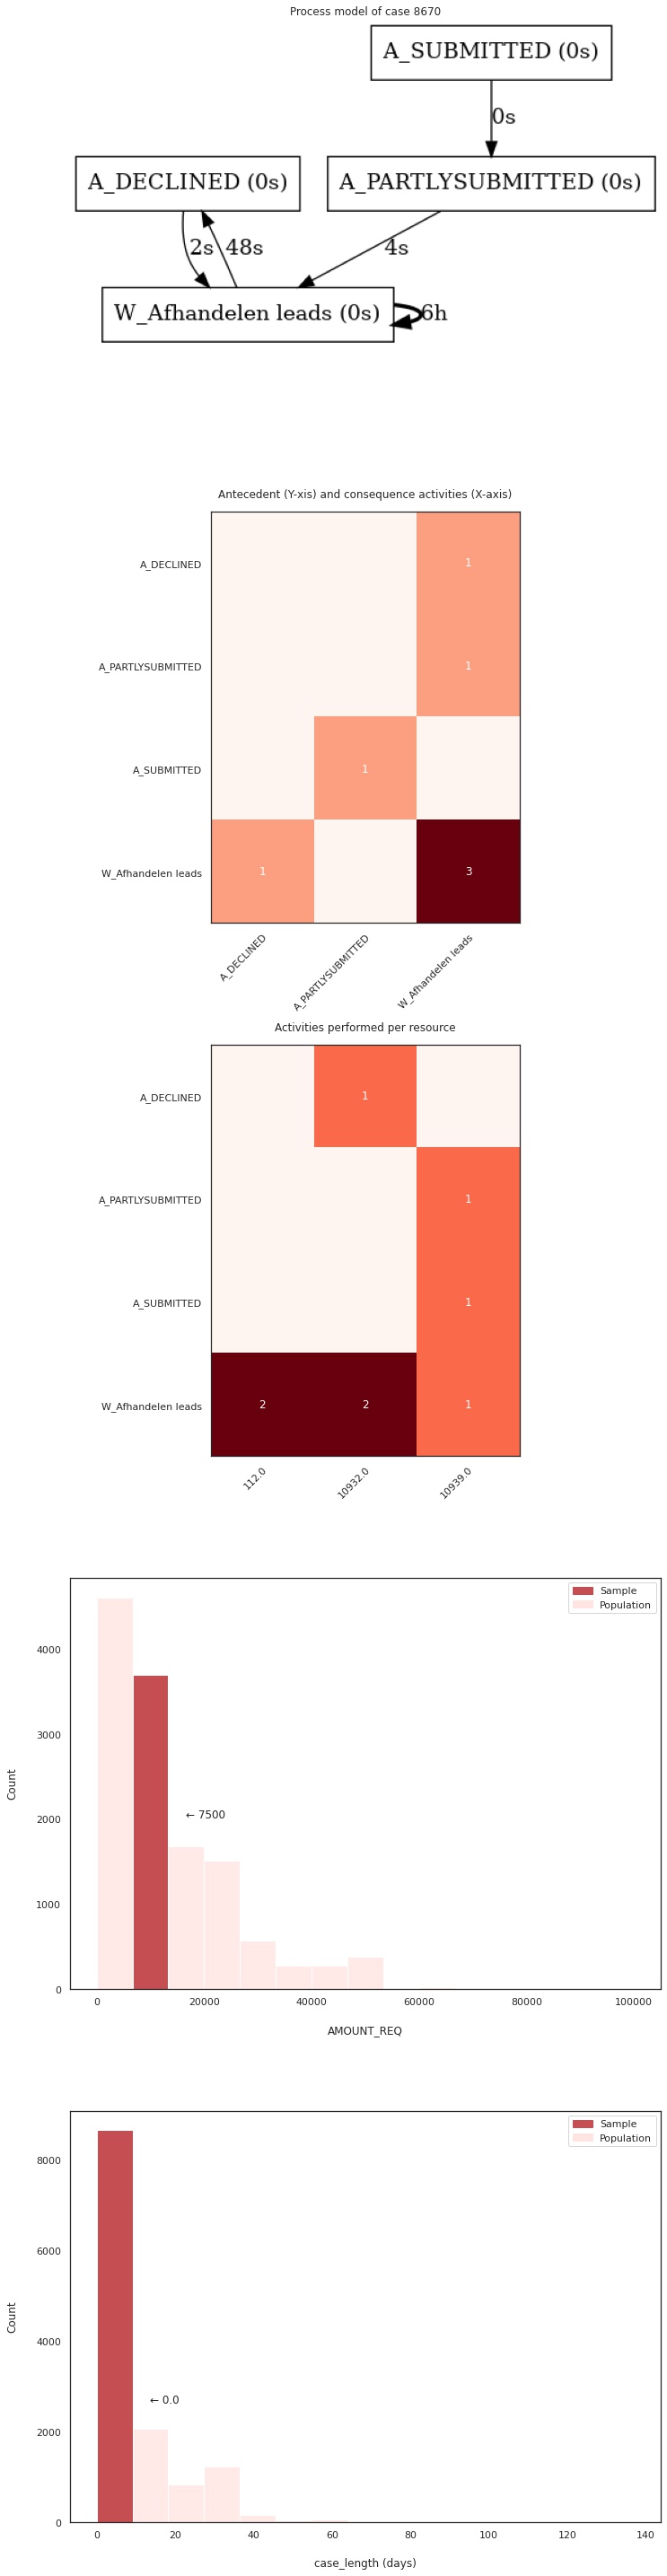 Process model of case 8670
A_SUBMITTED (0s)
0s
A_DECLINED (0s)
A_PARTLYSUBMITTED (0s)
2s
48s
4s
W_Afhandelen leads (0s)
6h
Antecedent (Y-xis) and consequence activities (X-axis)
A_DECLINED
1
A_PARTLYSUBMITTED
1
A_SUBMITTED
1
W_Afhandelen leads
1
3
A_DECLINED
A_PARTLYSUBMITTED
W_Afhandelen leads
Activities performed per resource
A_DECLINED
1
A_PARTLYSUBMITTED
1
A_SUBMITTED
1
W_Afhandelen leads
2
2
1
112.0
10932.0
10939.0
Sample
Population
4000
3000
2000
1000
0
Count
← 7500
0
20000
40000
60000
80000
100000
AMOUNT_REQ
Sample
Population
8000
6000
4000
2000
0
Count
← 0.0
0
20
40
60
80
100
120
140
case_length (days)